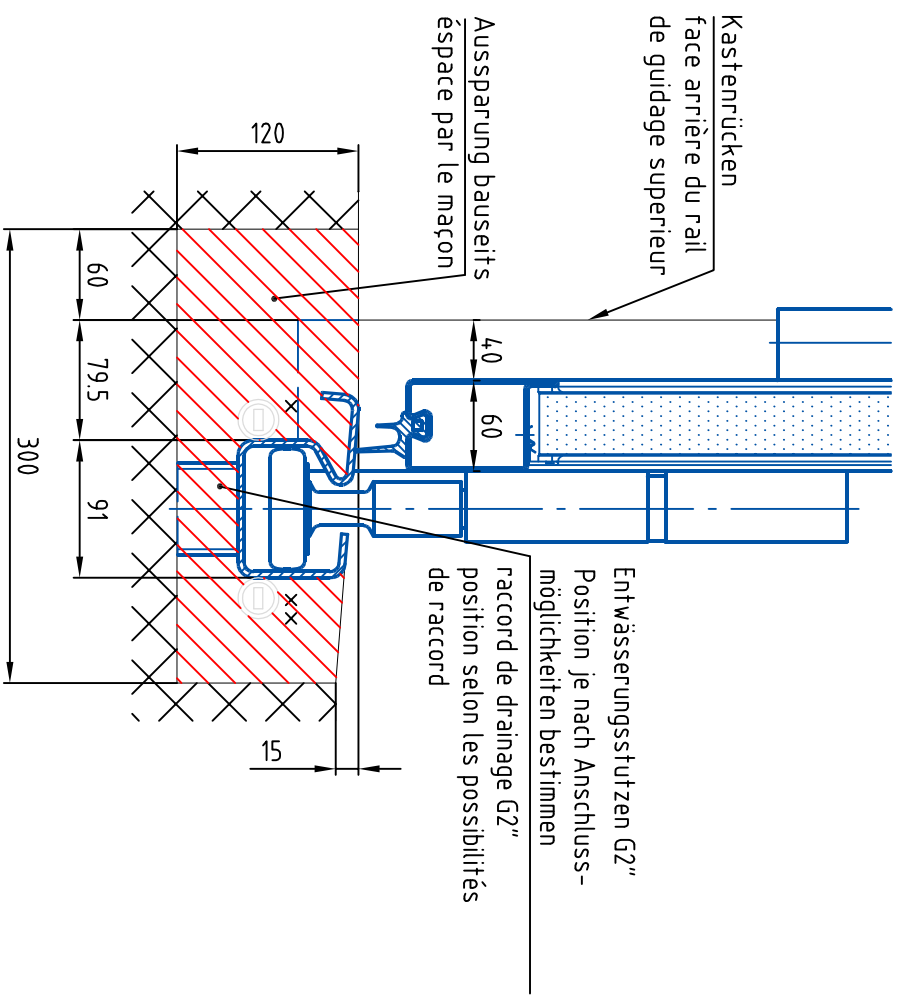 Kastenrücken
face arrière du rail
de guidage superieur
Aussparung bauseits
éspace par le maçon
120
60
79.5
91
300
40
60
15
Entwässerungsstutzen G2"
Position je nach Anschluss-
möglichkeiten bestimmen
raccord de drainage G2"
position selon les possibilités
de raccord